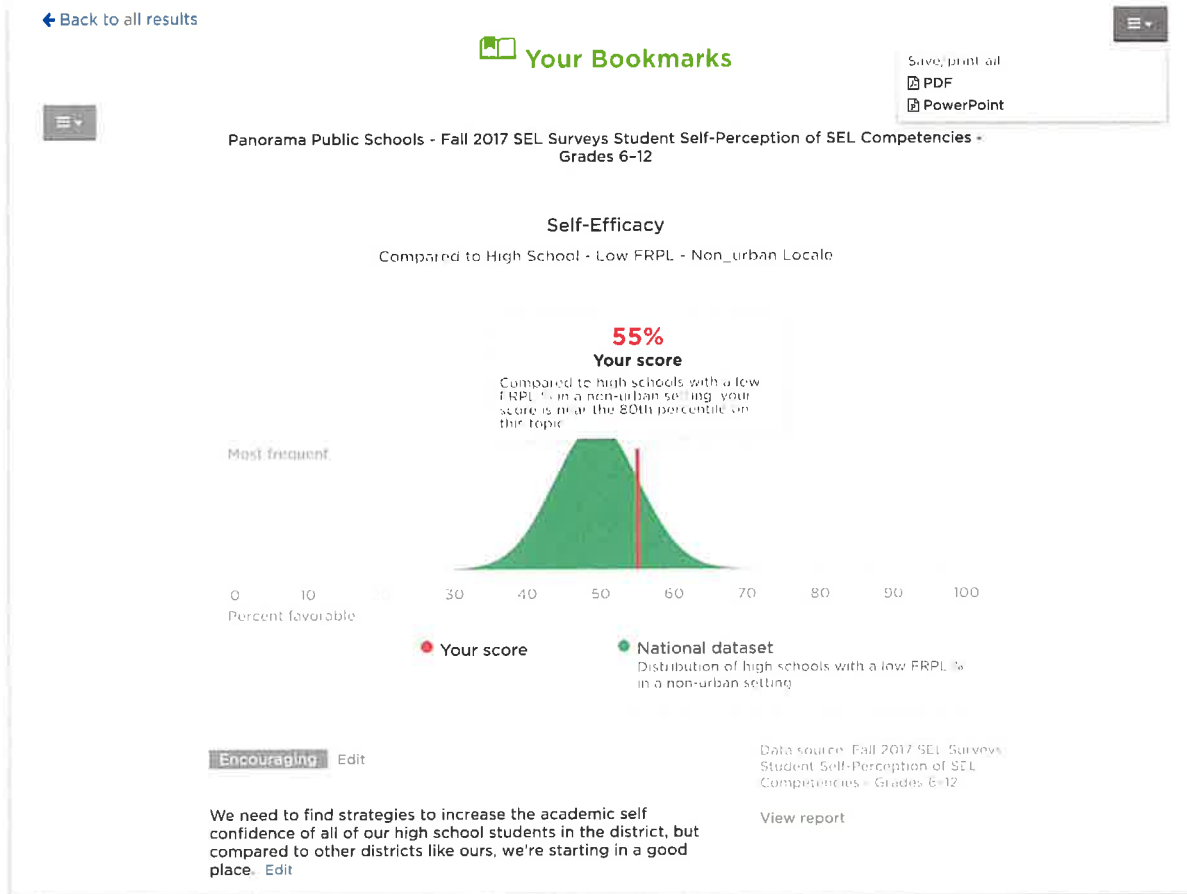 Back to all results
Your Bookmarks
Save/print all
PDF
PowerPoint
Panorama Public Schools - Fall 2017 SEL Surveys Student Self-Perception of SEL Competencies -
Grades 6-12
Self-Efficacy
Compared to High School - Low FRPL - Non_urban Locale
55%
Your score
Compared to high schools with a low
FRPL % in a non-urban setting, your
score is near the 80th percentile on
this topic
Most frequent
0 10 20 30 40 50 60 70 80 90 100
Percent favorable
Your score
National dataset
Distribution of high schools with a low FRPL %
in a non-urban setting
Encouraging Edit
Data source: Fall 2017 SEL Surveys
Student Self-Perception of SEL
Competencies - Grades 6-12
View report
We need to find strategies to increase the academic self
confidence of all of our high school students in the district, but
compared to other districts like ours, we're starting in a good
place. Edit